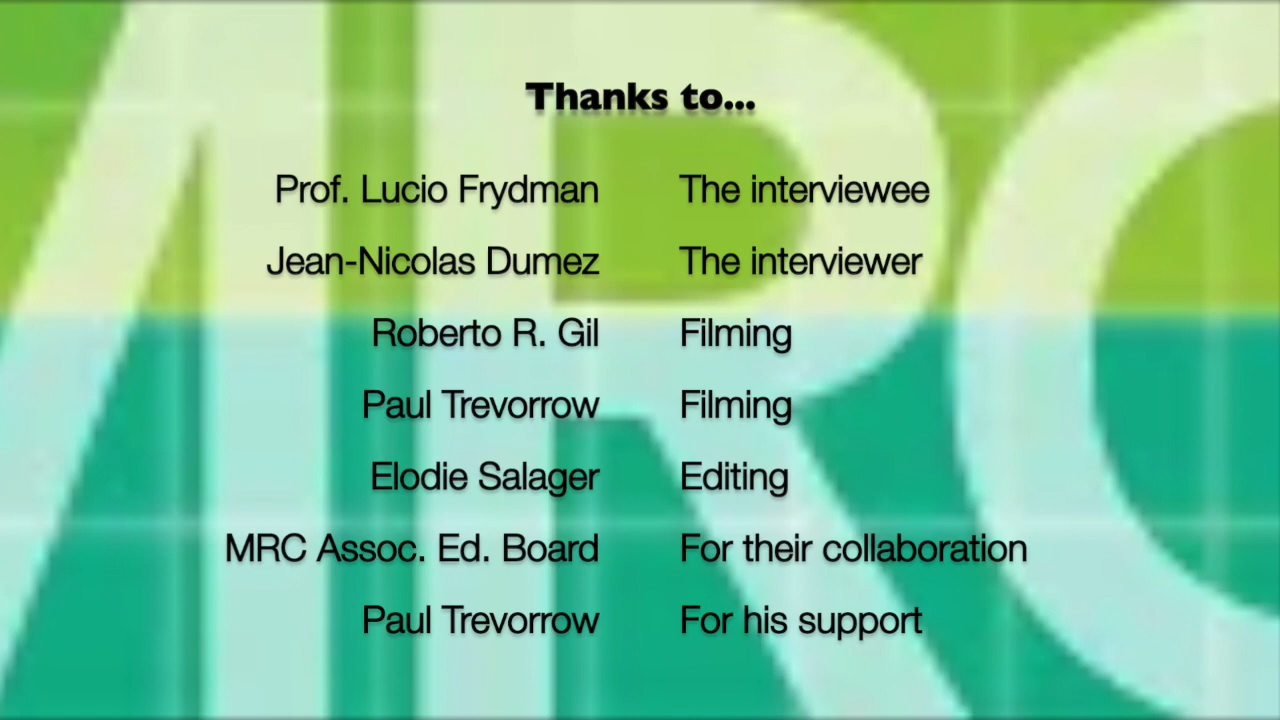 Thanks to...
Prof. Lucio Frydman The interviewee
Jean-Nicolas Dumez The interviewer
Roberto R. Gil Filming
Paul Trevorrow Filming
Elodie Salager Editing
MRC Assoc. Ed. Board For their collaboration
Paul Trevorrow For his support
MRC